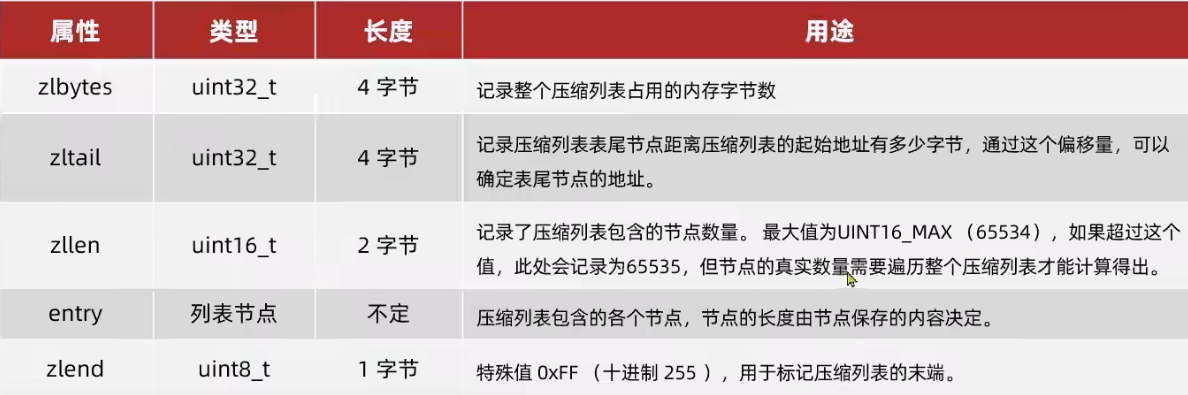 属性 类型 长度 用途
zlbytes uint32_t 4 字节 记录整个压缩列表占用的内存字节数
zltail uint32_t 4 字节 记录压缩列表表尾节点距离压缩列表的起始地址有多少字节，通过这个偏移量，可以
确定表尾节点的地址。
zllen uint16_t 2 字节 记录了压缩列表包含的节点数量。 最大值为UINT16_MAX （65534），如果超过这个
值，此处会记录为65535，但节点的真实数量需要遍历整个压缩列表才能计算得出。
entry 列表节点 不定 压缩列表包含的各个节点，节点的长度由节点保存的内容决定。
zlend uint8_t 1 字节 特殊值 0xFF （十进制 255 ），用于标记压缩列表的末端。